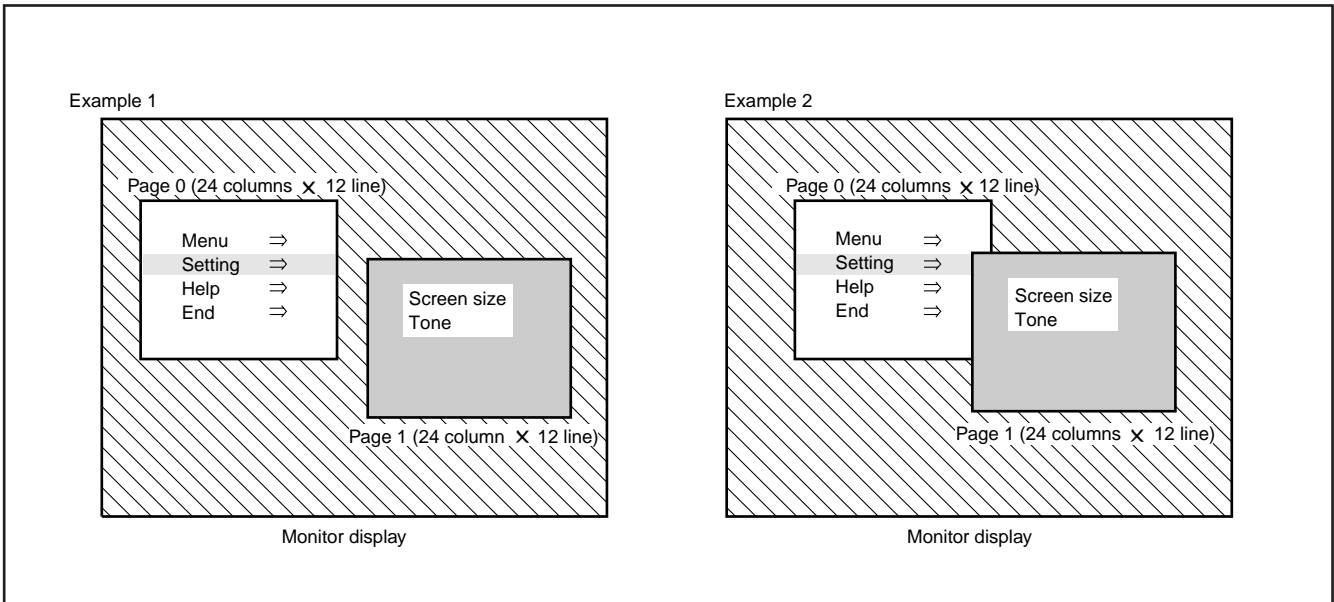 Example 1
Page 0 (24 columns × 12 line)
Menu ⇒
Setting ⇒
Help ⇒
End ⇒
Screen size
Tone
Page 1 (24 column × 12 line)
Monitor display
Example 2
Page 0 (24 columns × 12 line)
Menu ⇒
Setting ⇒
Help ⇒
End ⇒
Screen size
Tone
Page 1 (24 columns × 12 line)
Monitor display